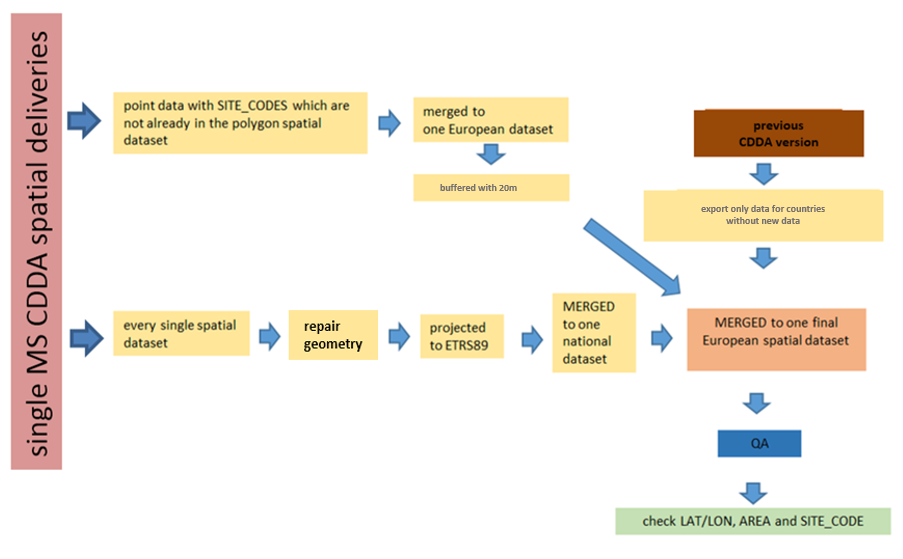 single MS CDDA spatial deliveries
point data with SITE_CODES which are
not already in the polygon spatial
dataset
merged to
one European dataset
buffered with 20m
previous
CDDA version
export only data for countries
without new data
every single spatial
dataset
repair
geometry
projected
to ETRS89
MERGED
to one
national
dataset
MERGED to one final
European spatial dataset
QA
check LAT/LON, AREA and SITE_CODE